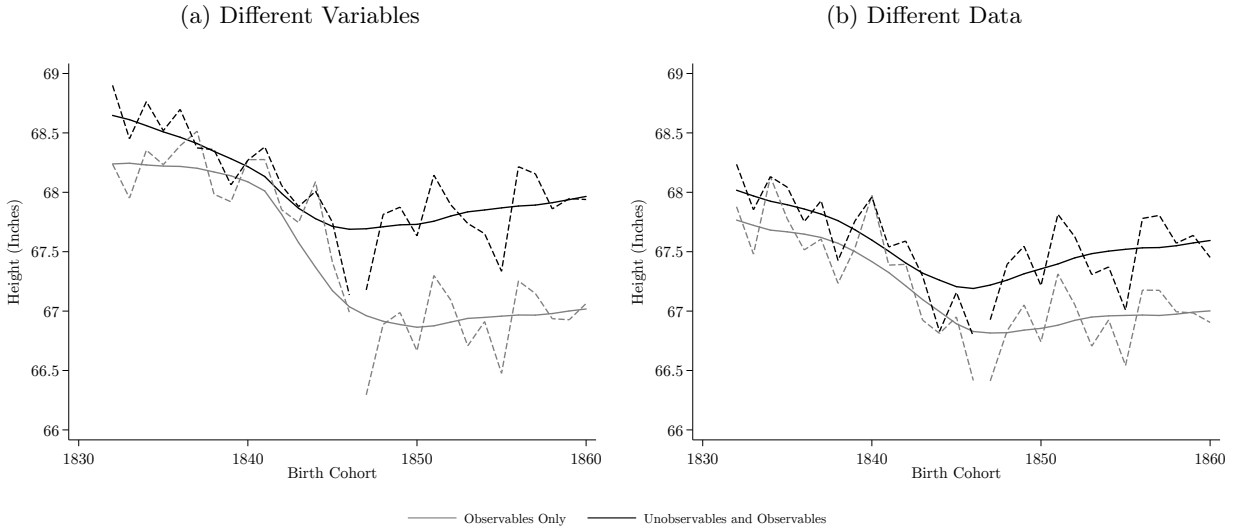 (a) Different Variables
69
68.5
68
67.5
67
66.5
66
Height (Inches)
1830 1840 1850 1860
Birth Cohort
(b) Different Data
69
68.5
68
67.5
67
66.5
66
Height (Inches)
1830 1840 1850 1860
Birth Cohort
Observables Only Unobservables and Observables